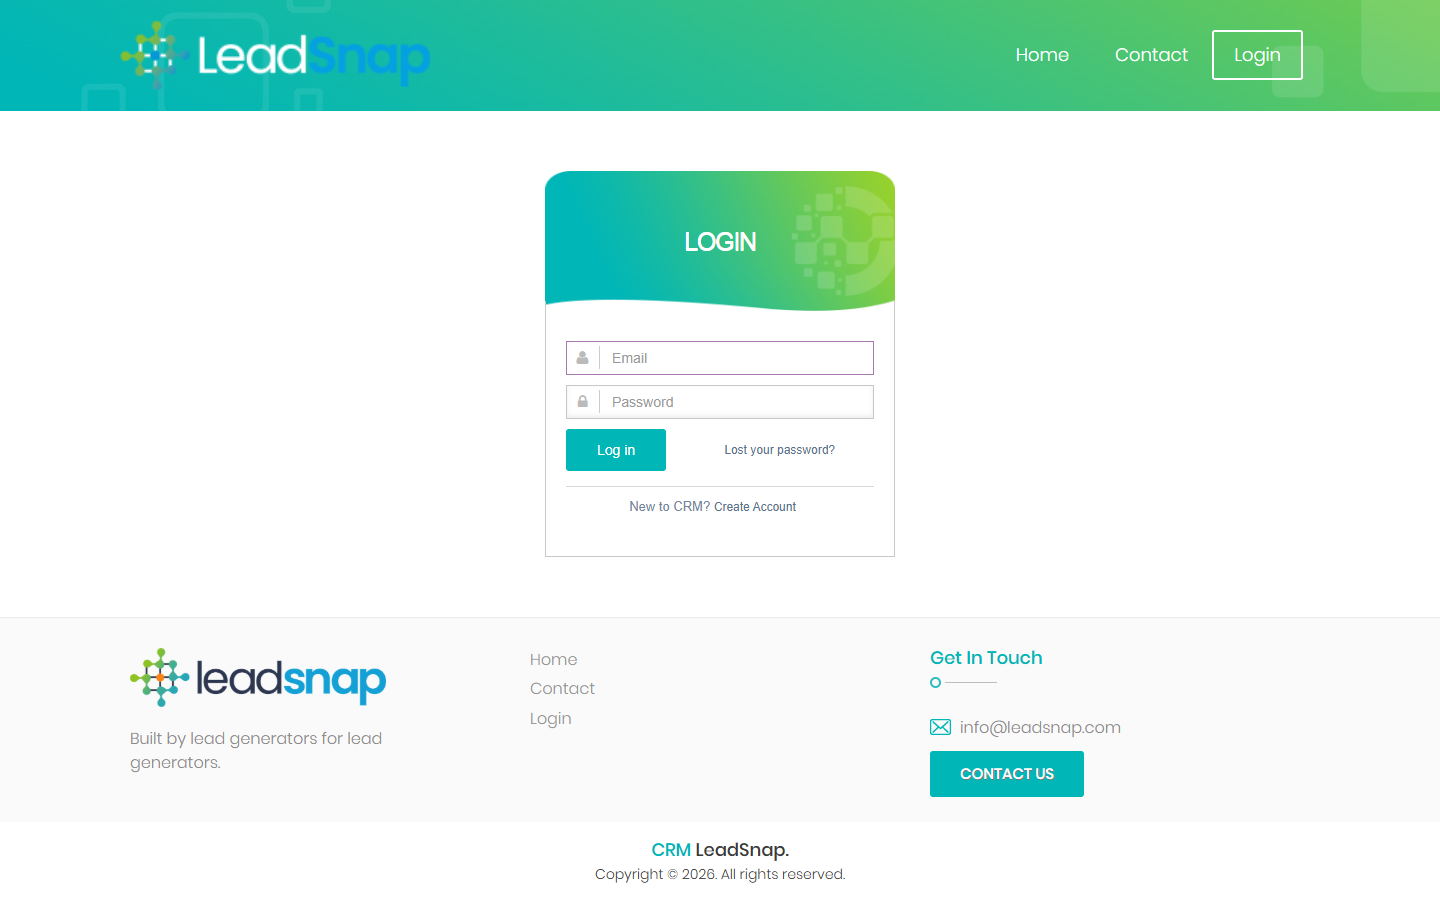 LeadSnap
Home
Contact
Login
LOGIN
Email
Password
Log in
Lost your password?
New to CRM? Create Account
leadsnap
Built by lead generators for lead
generators.
Home
Contact
Login
Get In Touch
info@leadsnap.com
CONTACT US
CRM LeadSnap.
Copyright © 2026. All rights reserved.